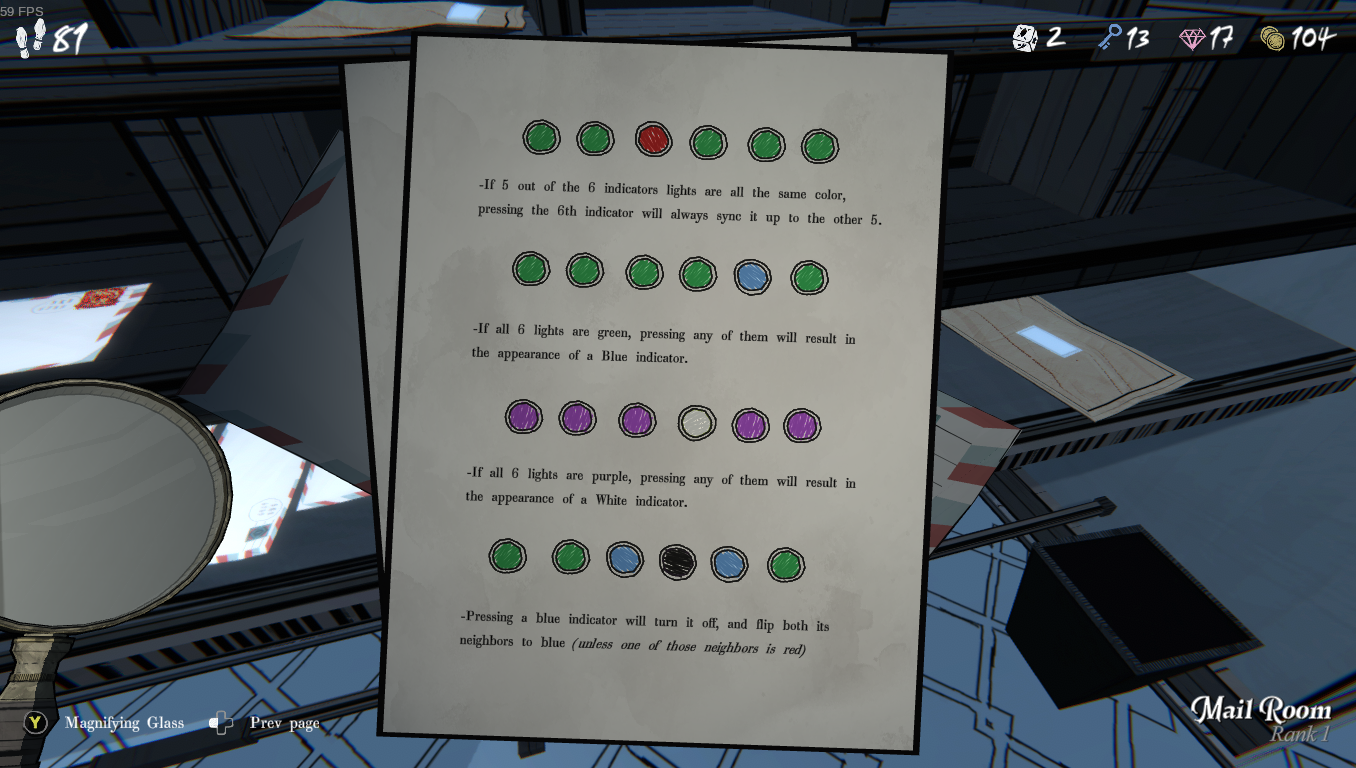 59 FPS
81
2
13
17
104
-If 5 out of the 6 indicators lights are all the same color,
pressing the 6th indicator will always sync it up to the other 5.
-If all 6 lights are green, pressing any of them will result in
the appearance of a Blue indicator.
-If all 6 lights are purple, pressing any of them will result in
the appearance of a White indicator.
-Pressing a blue indicator will turn it off, and flip both its
neighbors to blue (unless one of those neighbors is red)
Y Magnifying Glass Prev page
Mail Room
Rank 1